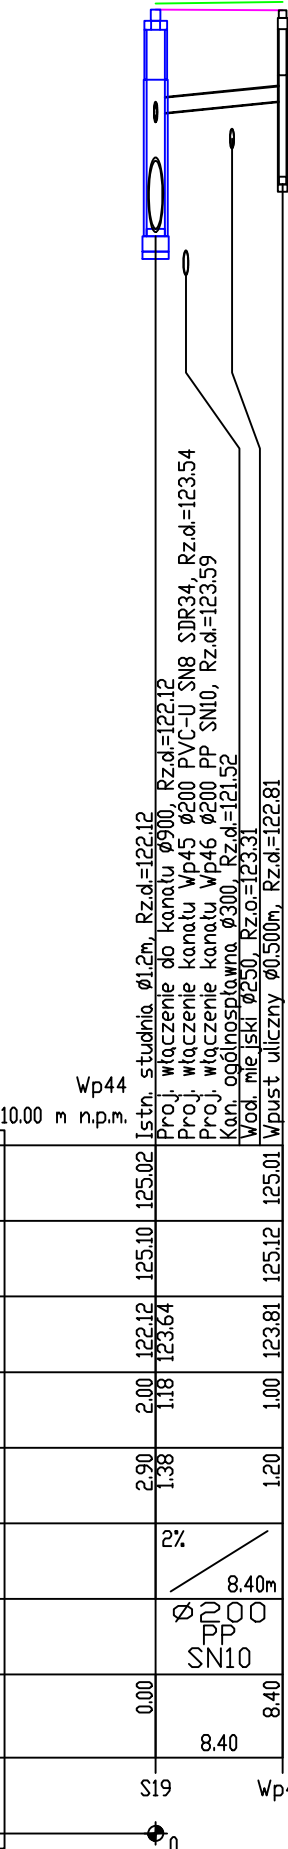 Istn. studnia ø1.2m, Rz.d.=122.12
Proj. włączenie do kanału ø900, Rz.d.=122.12
Proj. włączenie kanału Wp45 ø200 PVC-U SN8 SDR34, Rz.d.=123.54
Proj. włączenie kanału Wp46 ø200 PP SN10, Rz.d.=123.59
Kan. ogólnospławna ø300, Rz.d.=121.52
Wod. miejski ø250, Rz.o.=123.31
Wpust uliczny ø0.500m, Rz.d.=122.81
Wp44
10.00 m n.p.m.
125.02 125.01
125.10 125.12
122.12 123.64 123.81
2.00 1.18 1.00
2.90 1.38 1.20
2%
8.40m
ø200
PP
SN10
0.00 8.40
8.40
S19 Wp4
0